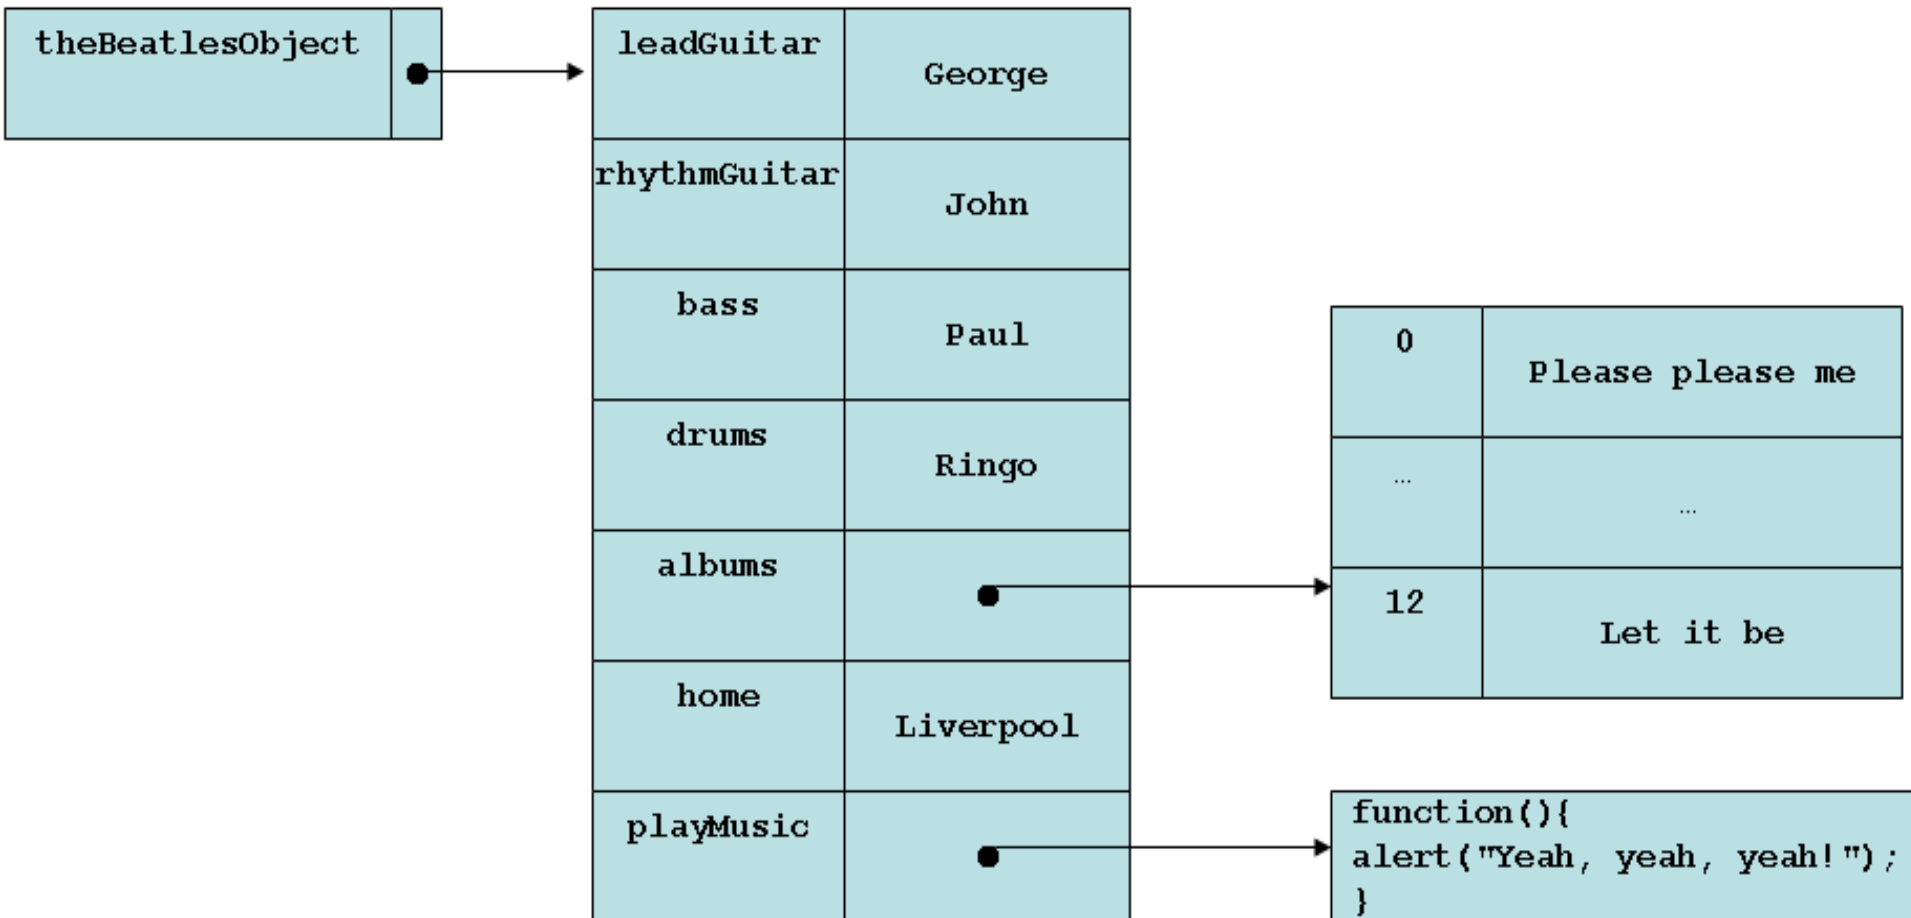 theBeatlesObject
leadGuitar
George
rhythmGuitar
John
bass
Paul
drums
Ringo
albums
home
Liverpool
playMusic
0
Please please me
...
...
12
Let it be
function(){
alert("Yeah, yeah, yeah!");
}